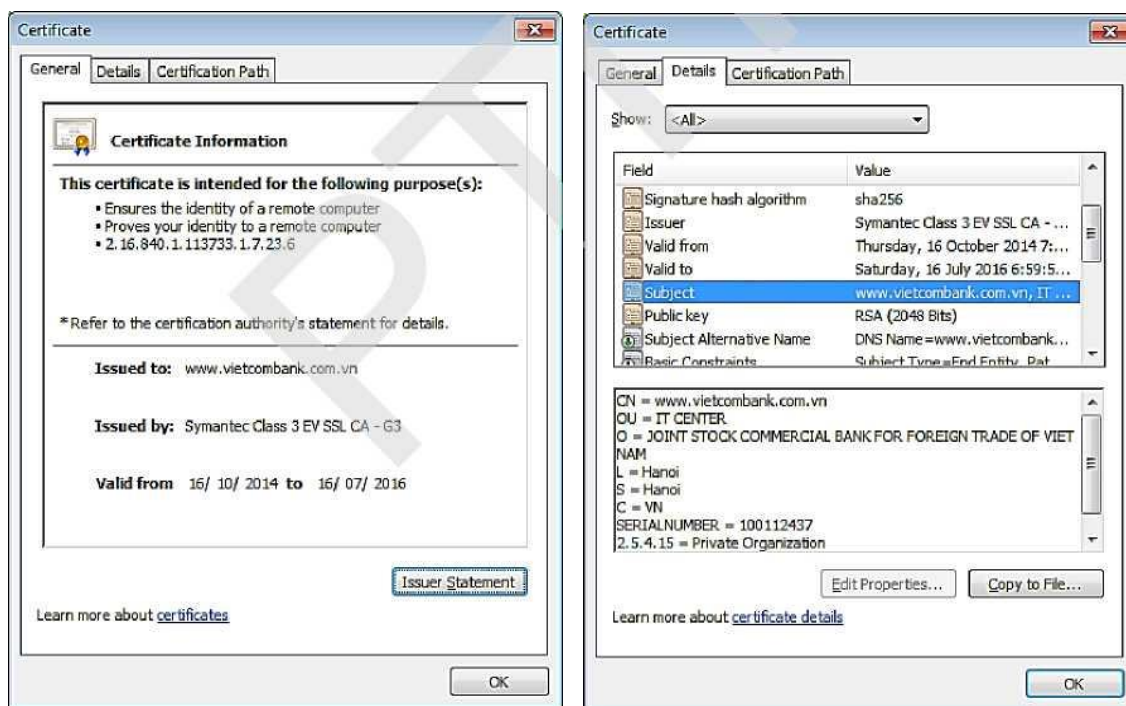 Certificate
General Details Certification Path
Certificate Information
This certificate is intended for the following purpose(s):
• Ensures the identity of a remote computer
• Proves your identity to a remote computer
• 2.16.840.1.113733.1.7.23.6
*Refer to the certification authority's statement for details.
Issued to: www.vietcombank.com.vn
Issued by: Symantec Class 3 EV SSL CA - G3
Valid from 16/ 10/ 2014 to 16/ 07/ 2016
Issuer Statement
Learn more about certificates
OK
Certificate
General Details Certification Path
Show: <All>
Field Value
Signature hash algorithm sha256
Issuer Symantec Class 3 EV SSL CA - ...
Valid from Thursday, 16 October 2014 7:...
Valid to Saturday, 16 July 2016 6:59:5...
Subject www.vietcombank.com.vn, IT ...
Public key RSA (2048 Bits)
Subject Alternative Name DNS Name=www.vietcombank...
Basic Constraints Subject Type=End Entity, Pat...
CN = www.vietcombank.com.vn
OU = IT CENTER
O = JOINT STOCK COMMERCIAL BANK FOR FOREIGN TRADE OF VIET
NAM
L = Hanoi
S = Hanoi
C = VN
SERIALNUMBER = 100112437
2.5.4.15 = Private Organization
Edit Properties... Copy to File...
Learn more about certificate details
OK